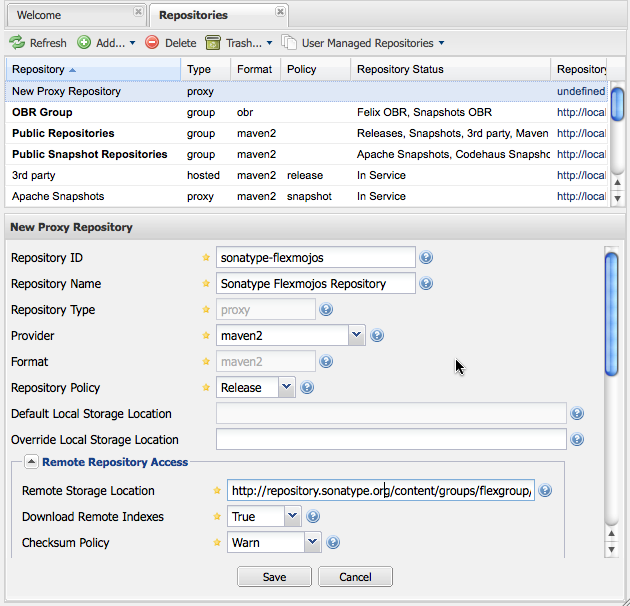 Welcome
Repositories
Refresh Add... Delete Trash... User Managed Repositories
Repository Type Format Policy Repository Status Repository
New Proxy Repository proxy undefined
OBR Group group obr Felix OBR, Snapshots OBR http://local
Public Repositories group maven2 Releases, Snapshots, 3rd party, Maven http://local
Public Snapshot Repositories group maven2 Apache Snapshots, Codehaus Snapsho http://local
3rd party hosted maven2 release In Service http://local
Apache Snapshots proxy maven2 snapshot In Service http://local
New Proxy Repository
Repository ID sonatype-flexmojos
Repository Name Sonatype Flexmojos Repository
Repository Type proxy
Provider maven2
Format maven2
Repository Policy Release
Default Local Storage Location
Override Local Storage Location
Remote Repository Access
Remote Storage Location http://repository.sonatype.org/content/groups/flexgroup/
Download Remote Indexes True
Checksum Policy Warn
Save Cancel